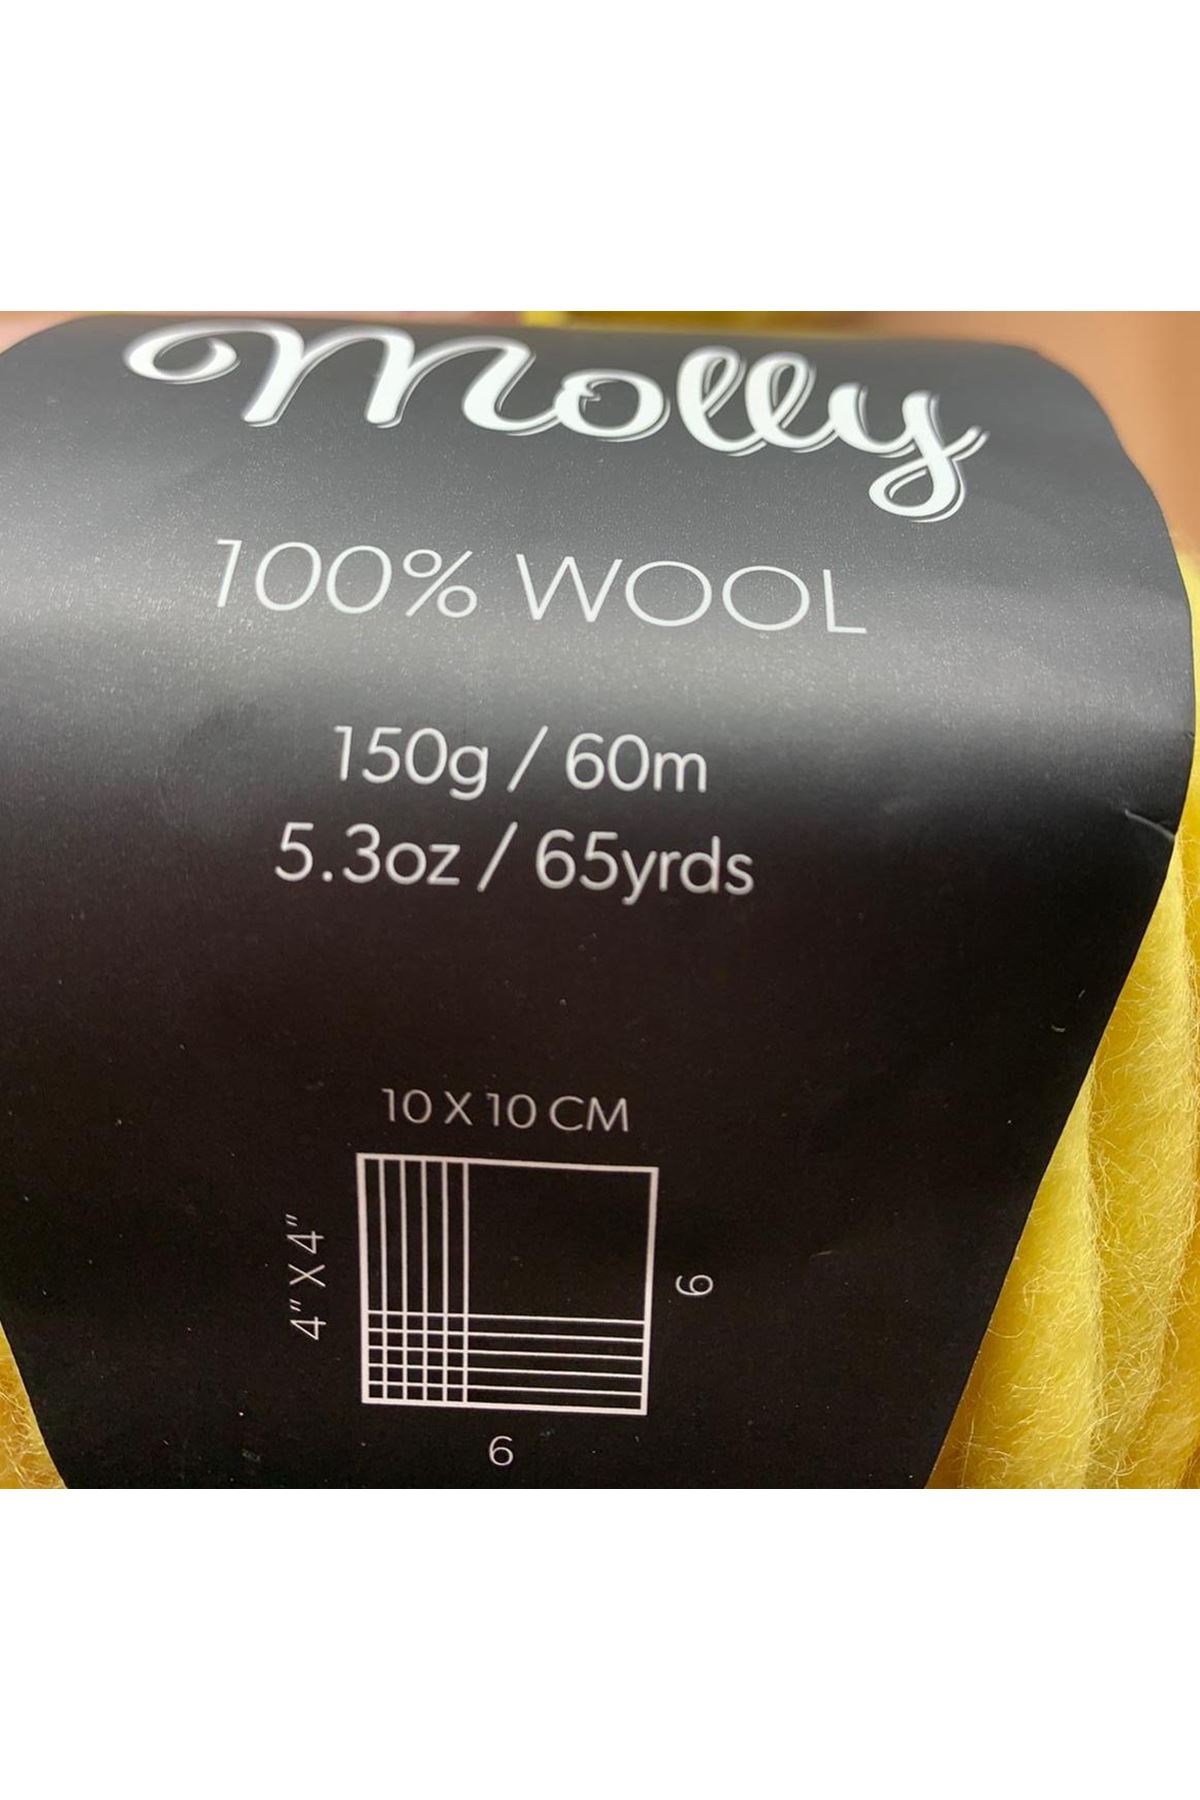 Molly
100% WOOL
150g / 60m
5.3oz / 65yrds
10 X 10 CM
4" X 4"
6
6